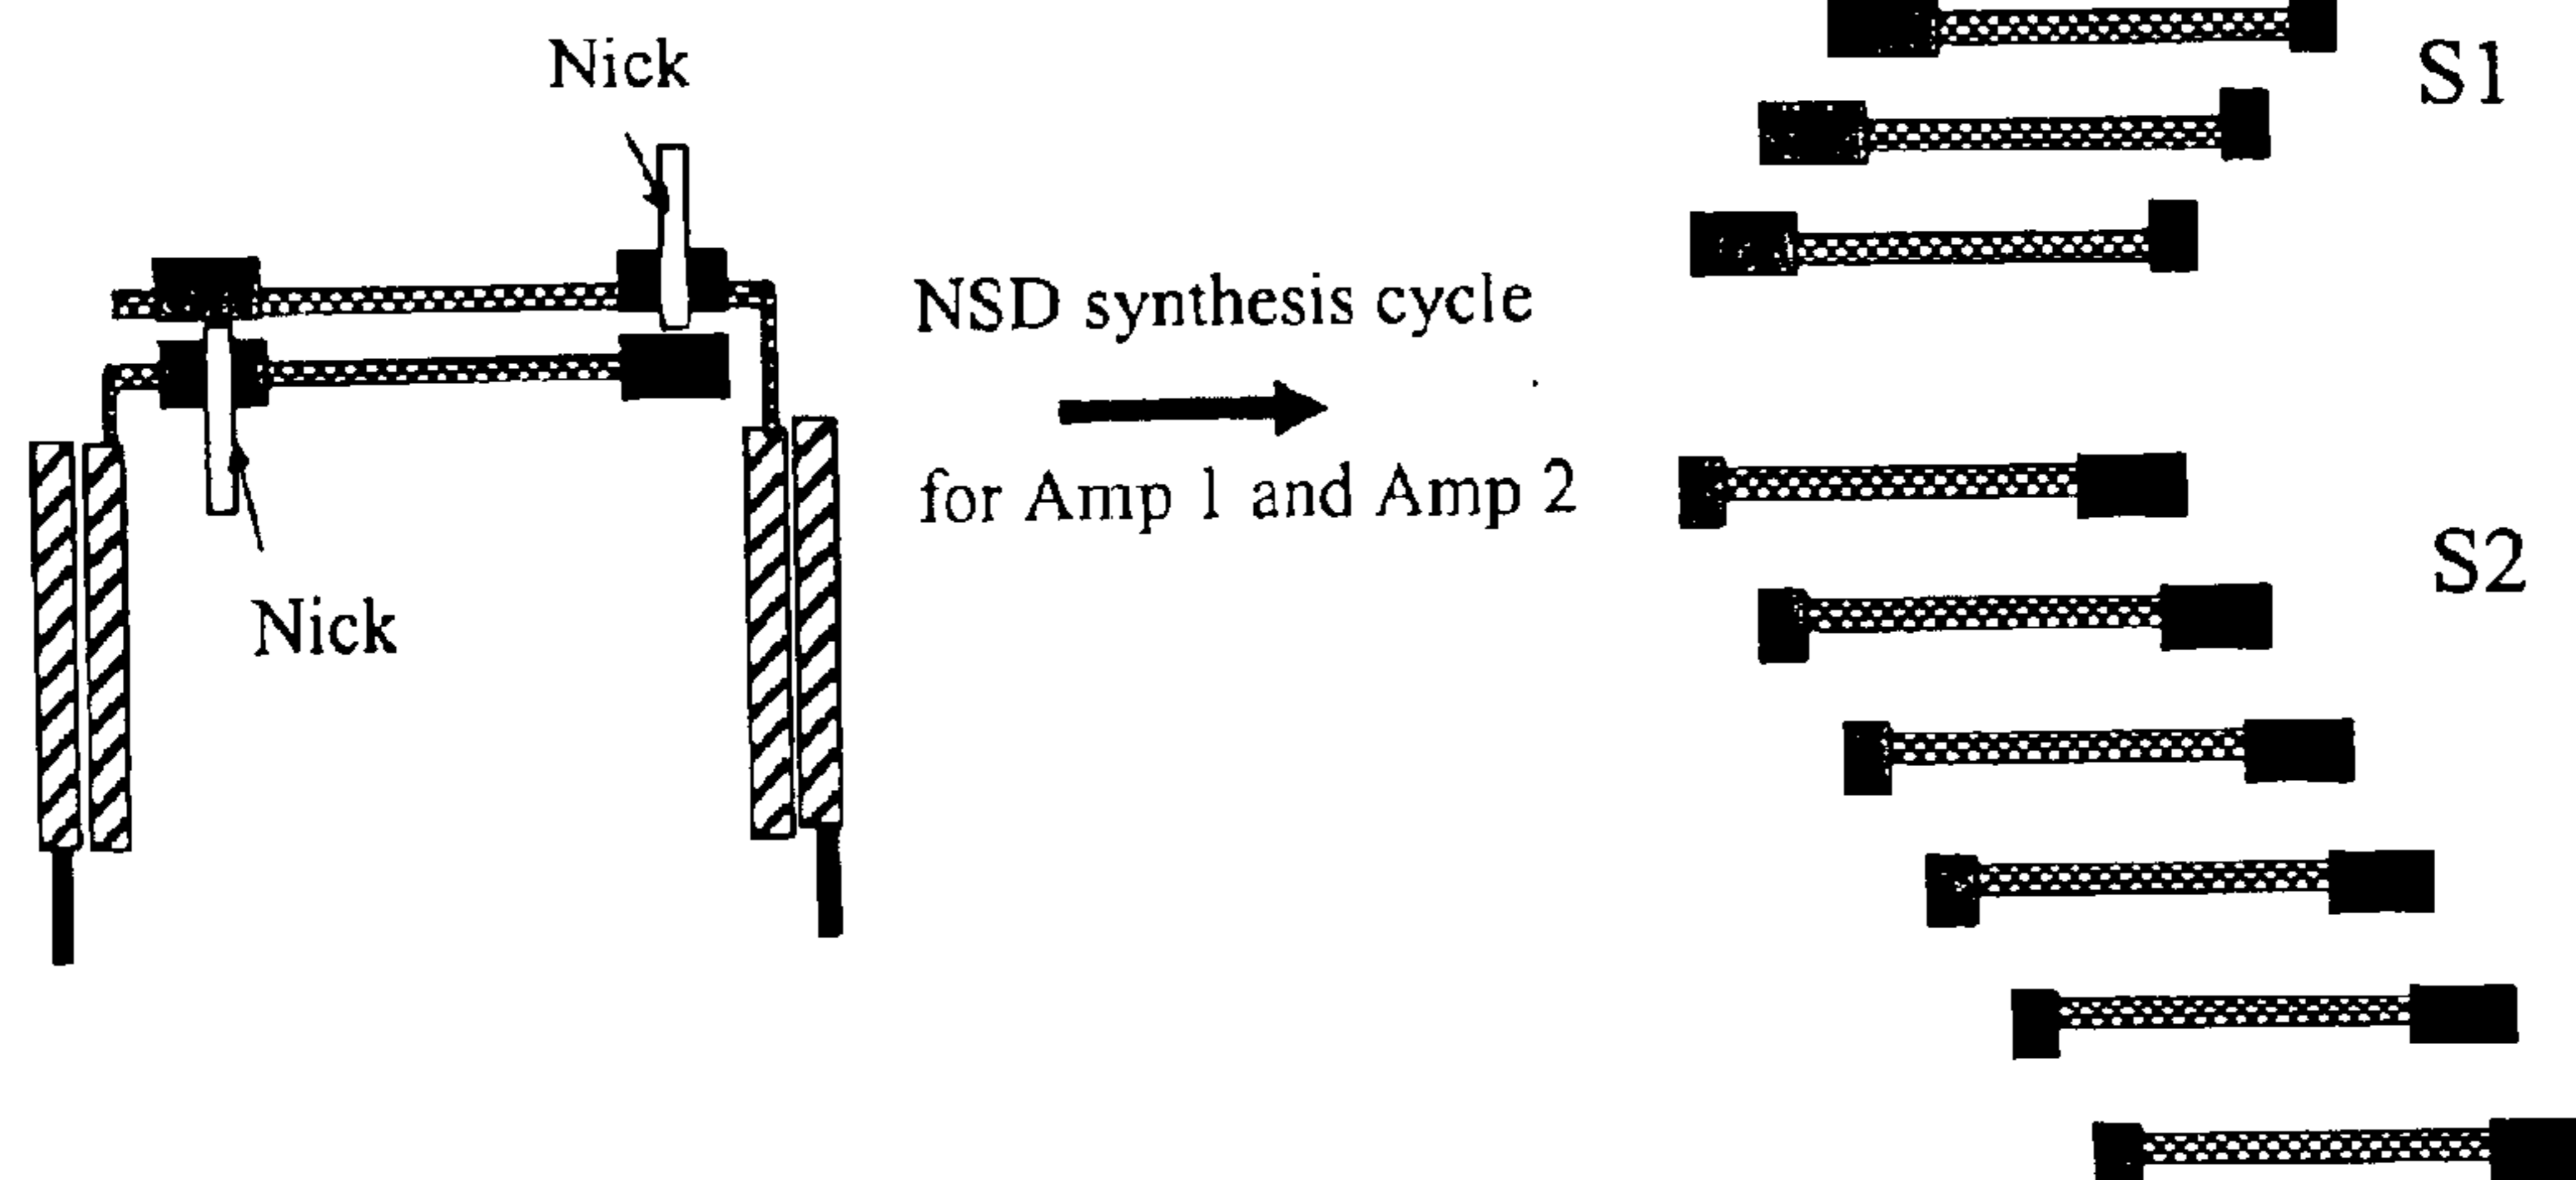 Nick
S1
NSD synthesis cycle
for Amp 1 and Amp 2
S2
Nick